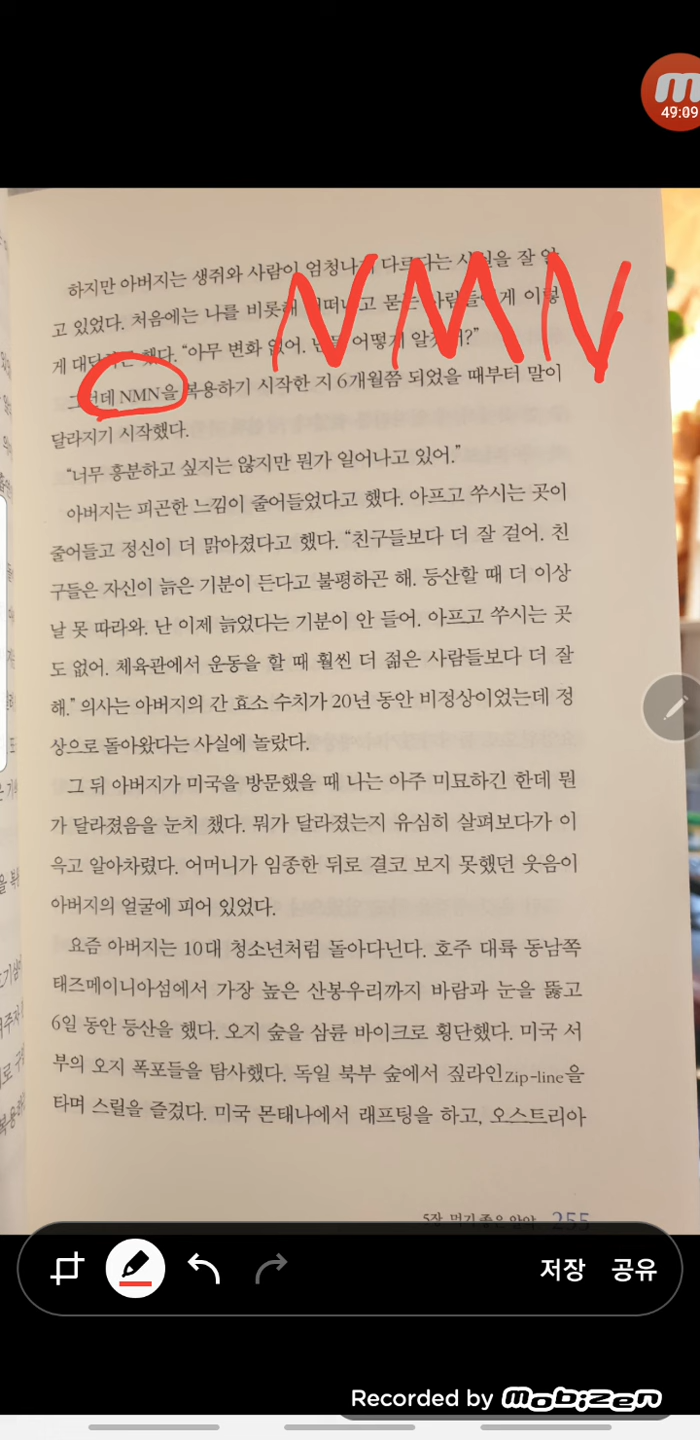 49:09
하지만 아버지는 생쥐와 사람이 엄청나게 다르다는 사실을 잘 알
고 있었다. 처음에는 나를 비롯해 묻는 이렇
게 했다. “아무 변화 없어. 어떻게
NMN
NMN을 복용하기 시작한 지 6개월쯤 되었을 때부터 말이
달라지기 시작했다.
“너무 흥분하고 싶지는 않지만 뭔가 일어나고 있어.”
아버지는 피곤한 느낌이 줄어들었다고 했다. 아프고 쑤시는 곳이
줄어들고 정신이 더 맑아졌다고 했다. “친구들보다 더 잘 걸어. 친
구들은 자신이 늙은 기분이 든다고 불평하곤 해. 등산할 때 더 이상
날 못 따라와. 난 이제 늙었다는 기분이 안 들어. 아프고 쑤시는 곳
도 없어. 체육관에서 운동을 할 때 훨씬 더 젊은 사람들보다 더 잘
해.” 의사는 아버지의 간 효소 수치가 20년 동안 비정상이었는데 정
상으로 돌아왔다는 사실에 놀랐다.
그 뒤 아버지가 미국을 방문했을 때 나는 아주 미묘하긴 한데 뭔
가 달라졌음을 눈치 챘다. 뭐가 달라졌는지 유심히 살펴보다가 이
윽고 알아차렸다. 어머니가 임종한 뒤로 결코 보지 못했던 웃음이
아버지의 얼굴에 피어 있었다.
요즘 아버지는 10대 청소년처럼 돌아다닌다. 호주 대륙 동남쪽
태즈메이니아섬에서 가장 높은 산봉우리까지 바람과 눈을 뚫고
6일 동안 등산을 했다. 오지 숲을 삼륜 바이크로 횡단했다. 미국 서
부의 오지 폭포들을 탐사했다. 독일 북부 숲에서 짚라인Zip-line을
타며 스릴을 즐겼다. 미국 몬태나에서 래프팅을 하고, 오스트리아
5장 먹기 좋은 알약 255
저장 공유
Recorded by mobizen